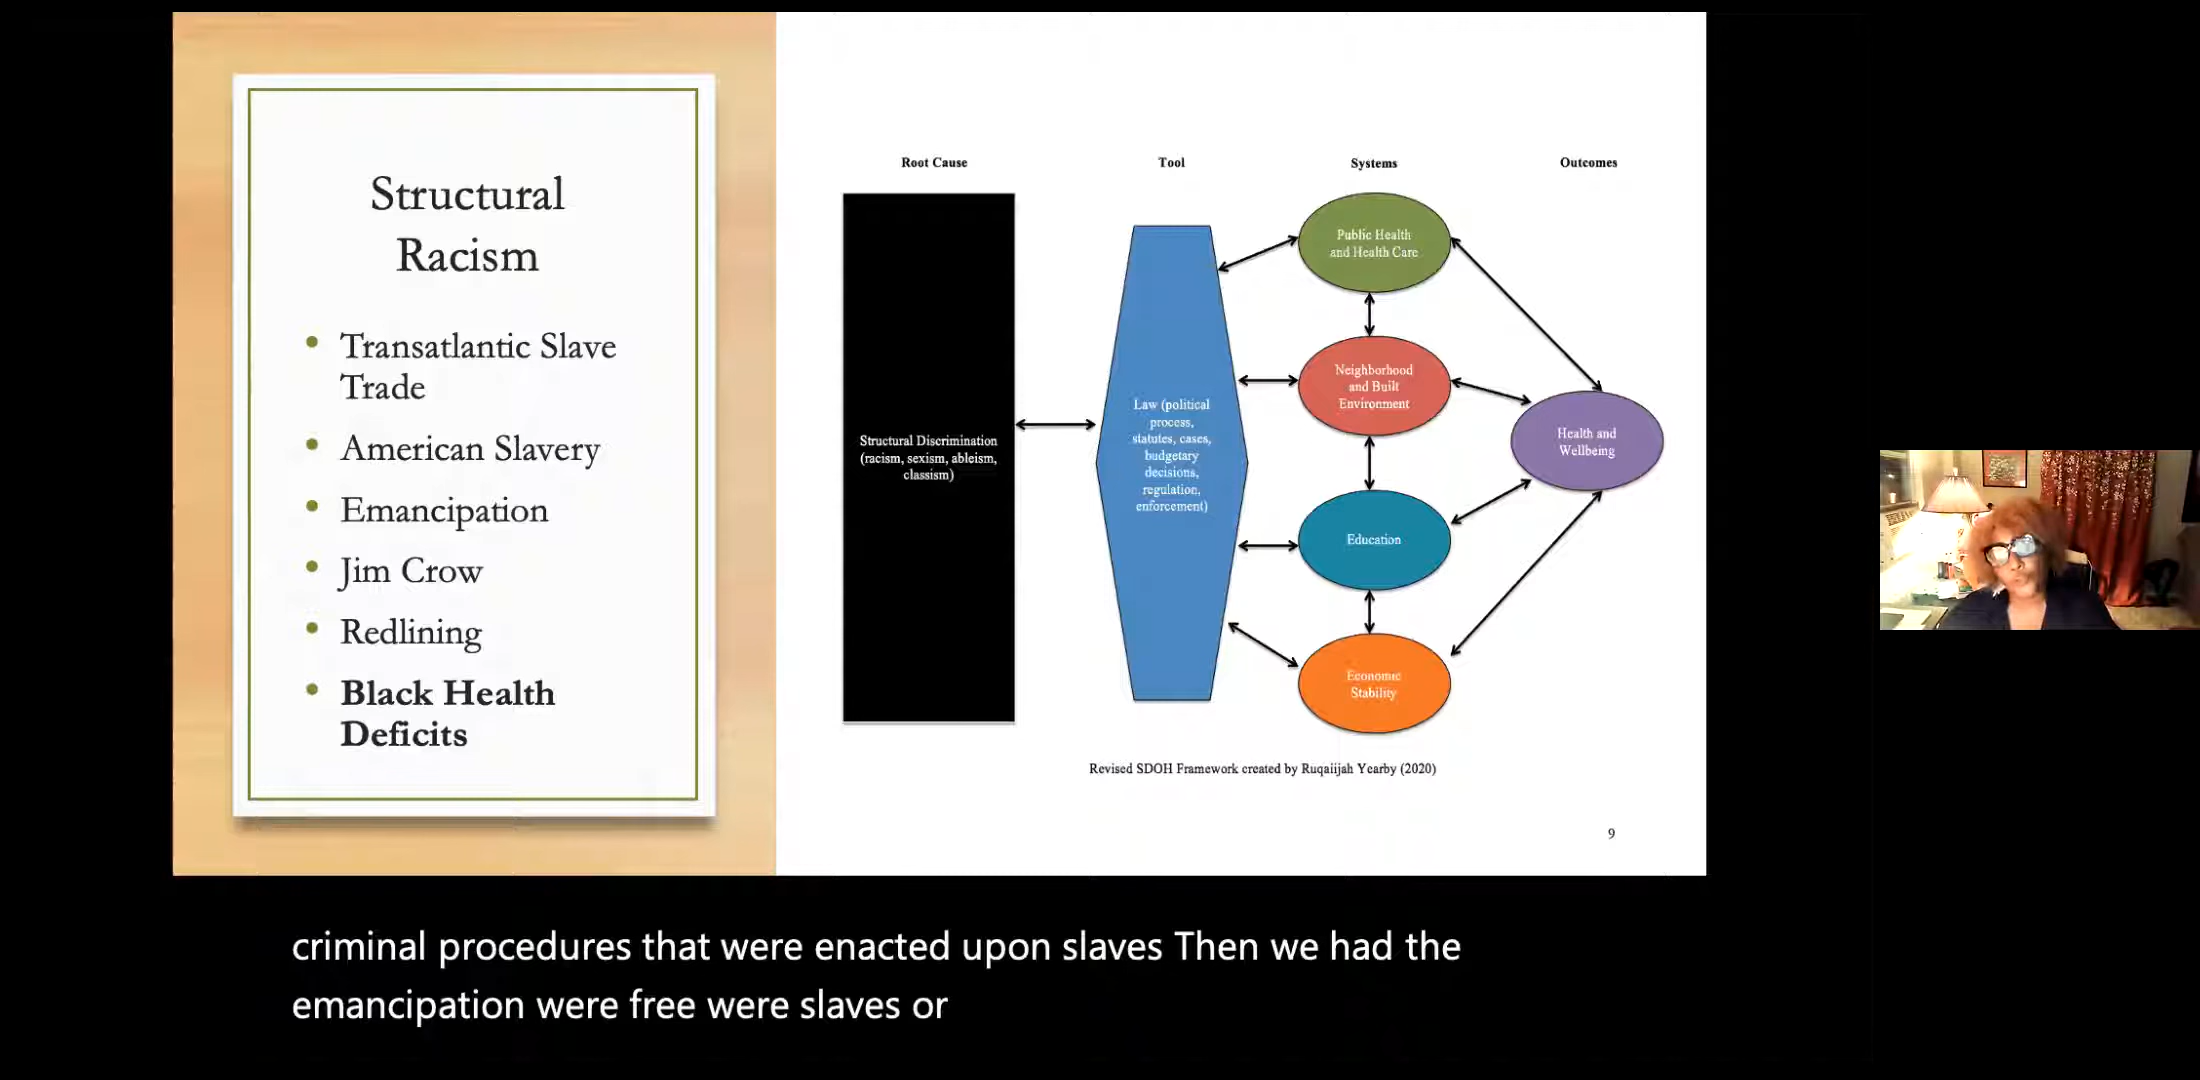 Structural
Racism
• Transatlantic Slave
Trade
• American Slavery
• Emancipation
• Jim Crow
• Redlining
• Black Health
Deficits
Root Cause
Tool
Systems
Outcomes
Structural Discrimination
(racism, sexism, ableism,
classism)
Law (political
process,
statutes, cases,
budgetary
decisions,
regulation,
enforcement)
Public Health
and Health Care
Neighborhood
and Built
Environment
Education
Economic
Stability
Health and
Wellbeing
Revised SDOH Framework created by Ruqaiijah Yearby (2020)
9
criminal procedures that were enacted upon slaves Then we had the
emancipation were free were slaves or